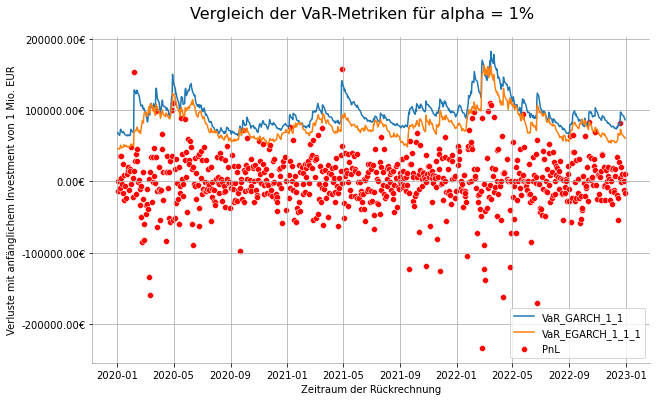 Vergleich der VaR-Metriken für alpha = 1%
200000.00€
100000.00€
0.00€
-100000.00€
-200000.00€
Verluste mit anfänglichem Investment von 1 Mio. EUR
2020-01 2020-05 2020-09 2021-01 2021-05 2021-09 2022-01 2022-05 2022-09 2023-01
Zeitraum der Rückrechnung
VaR_GARCH_1_1
VaR_EGARCH_1_1_1
PnL